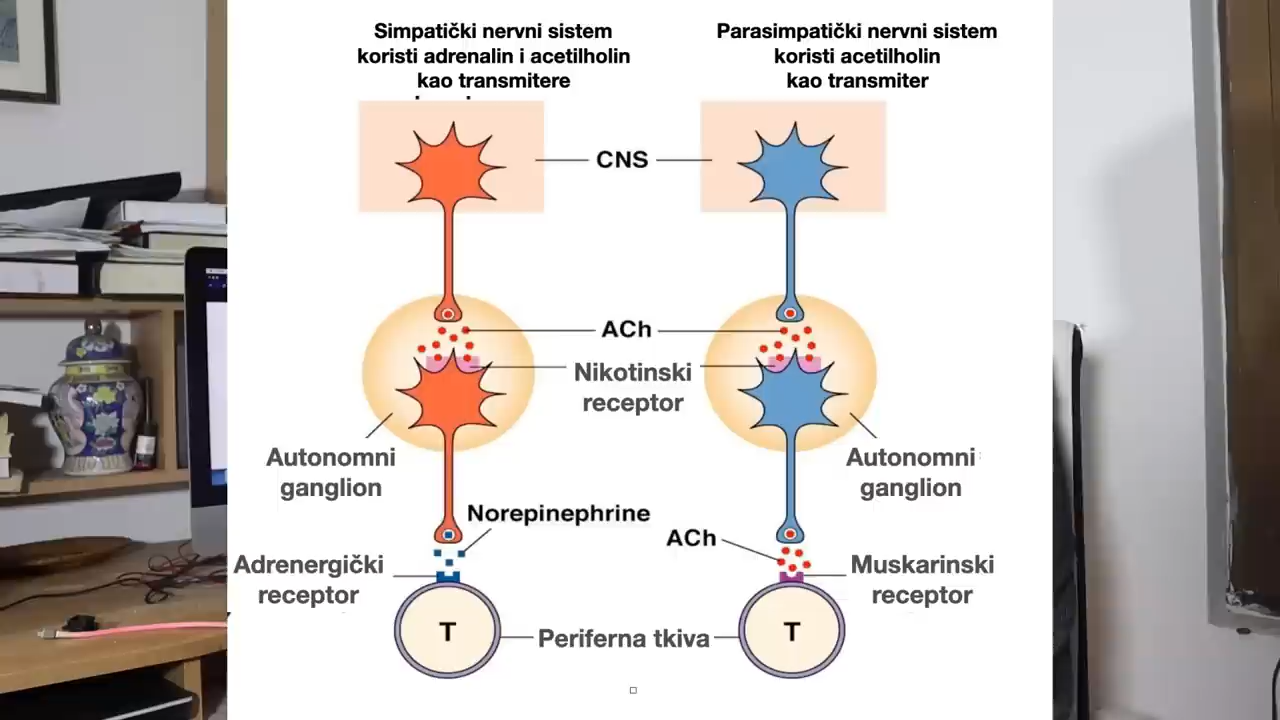 Simpatički nervni sistem
koristi adrenalin i acetilholin
kao transmitere
Parasimpatički nervni sistem
koristi acetilholin
kao transmiter
CNS
ACh
Nikotinski
receptor
Autonomni
ganglion
Autonomni
ganglion
Norepinephrine
ACh
Adrenergički
receptor
Muskarinski
receptor
T
Periferna tkiva
T